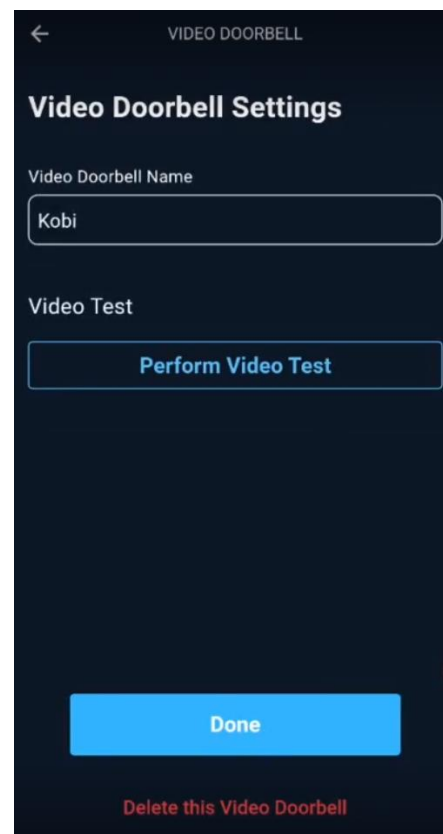 VIDEO DOORBELL
Video Doorbell Settings
Video Doorbell Name
Kobi
Video Test
Perform Video Test
Done
Delete this Video Doorbell